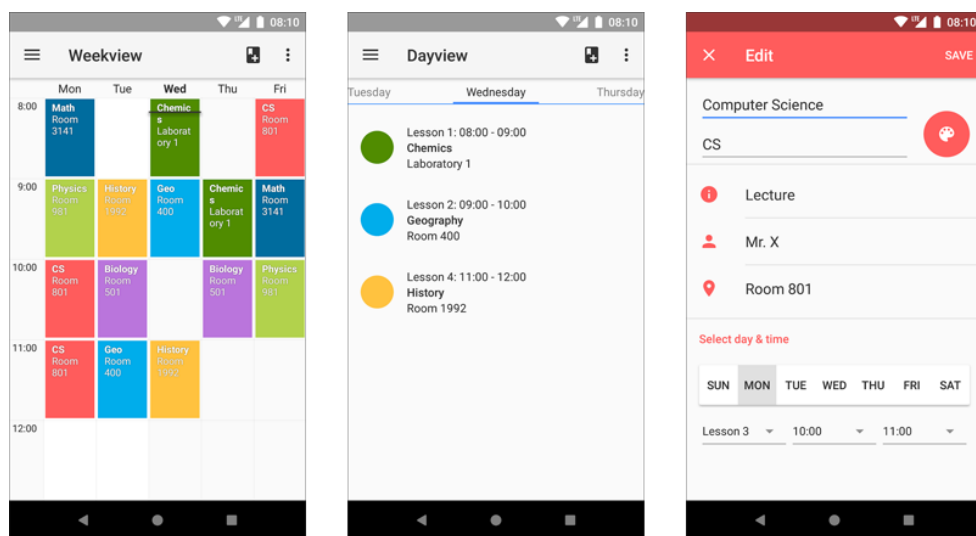 LTE 08:10
Weekview
Mon Tue Wed Thu Fri
8:00
Math
Room
3141
Chemic
s
Laborat
ory 1
CS
Room
801
9:00
Physics
Room
981
History
Room
1992
Geo
Room
400
Chemic
s
Laborat
ory 1
Math
Room
3141
10:00
CS
Room
801
Biology
Room
501
Biology
Room
501
Physics
Room
981
11:00
CS
Room
801
Geo
Room
400
History
Room
1992
12:00
LTE 08:10
Dayview
Tuesday Wednesday Thursday
Lesson 1: 08:00 - 09:00
Chemics
Laboratory 1
Lesson 2: 09:00 - 10:00
Geography
Room 400
Lesson 4: 11:00 - 12:00
History
Room 1992
LTE 08:10
Edit SAVE
Computer Science
CS
Lecture
Mr. X
Room 801
Select day & time
SUN MON TUE WED THU FRI SAT
Lesson 3 10:00 11:00